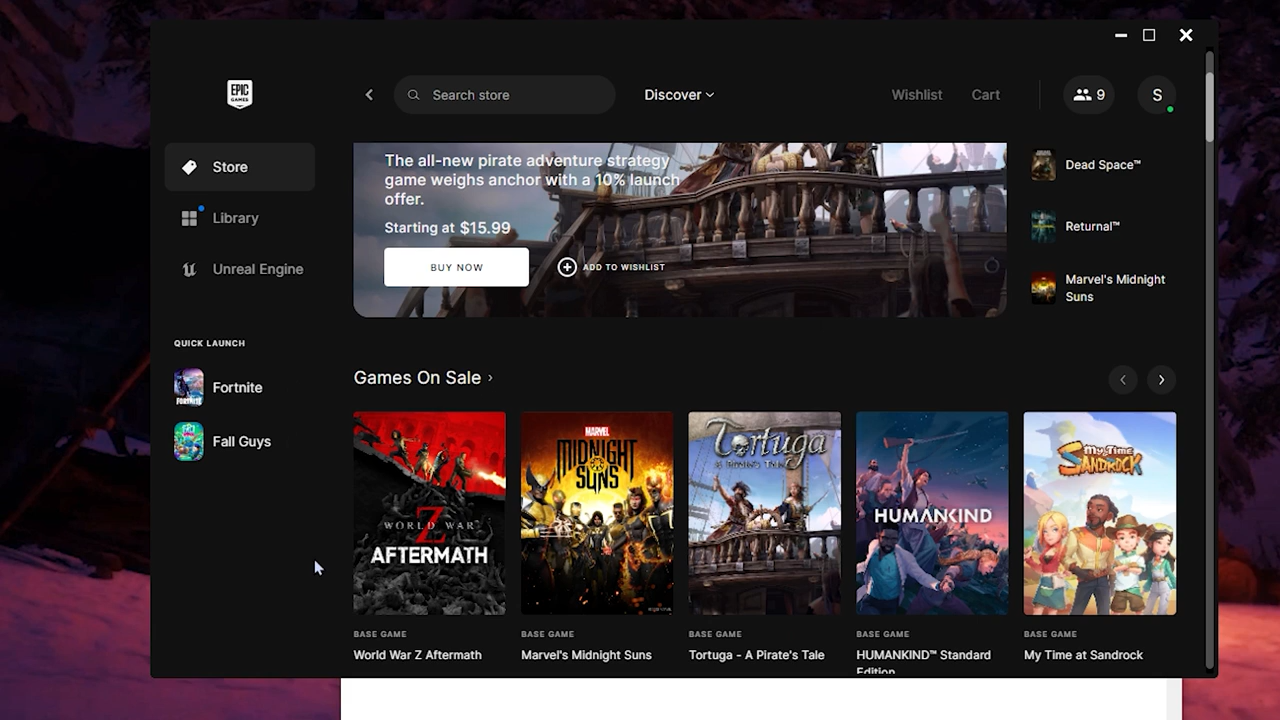 EPIC
GAMES
Search store
Discover
Wishlist
Cart
9
S
Store
Library
Unreal Engine
QUICK LAUNCH
FORTNITE
Fortnite
Fall Guys
The all-new pirate adventure strategy
game weighs anchor with a 10% launch
offer.
Starting at $15.99
BUY NOW
ADD TO WISHLIST
Dead Space™
Returnal™
Marvel's Midnight
Suns
Games On Sale
WORLD WAR
Z
AFTERMATH
MARVEL
MIDNIGHT
SUNS
Tortuga
A PIRATE'S TALE
HUMANKIND
My Time
at
SANDROCK
BASE GAME
World War Z Aftermath
BASE GAME
Marvel's Midnight Suns
BASE GAME
Tortuga - A Pirate's Tale
BASE GAME
HUMANKIND™ Standard
Edition
BASE GAME
My Time at Sandrock